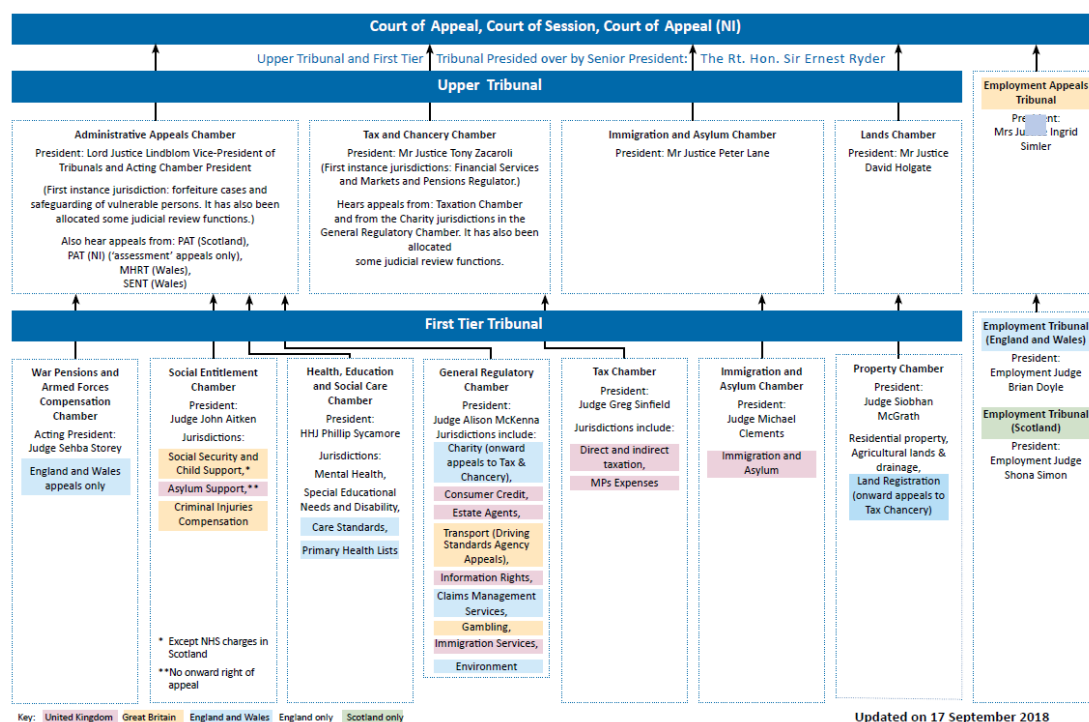 Court of Appeal, Court of Session, Court of Appeal (NI)
Upper Tribunal and First Tier Tribunal Presided over by Senior President: The Rt. Hon. Sir Ernest Ryder
Upper Tribunal
Administrative Appeals Chamber
President: Lord Justice Lindblom Vice-President of
Tribunals and Acting Chamber
President
(First instance jurisdiction: forfeiture cases and
safeguarding of vulnerable persons. It has also been
allocated some judicial review functions.)
Also hear appeals from: PAT (Scotland),
PAT (NI) (‘assessment’ appeals only),
MHRT (Wales),
SENT (Wales)
Tax and Chancery Chamber
President: Mr Justice Tony Zacaroli
(First instance jurisdictions: Financial Services
and Markets and Pensions Regulator.)
Hears appeals from: Taxation Chamber
and from the Charity jurisdictions in the
General Regulatory Chamber. It has also been
allocated
some judicial review functions.
Immigration and Asylum Chamber
President: Mr Justice Peter Lane
Lands Chamber
President: Mr Justice
David Holgate
Employment Appeals
Tribunal
President:
Mrs Ingrid
Simler
First Tier Tribunal
War Pensions and
Armed Forces
Compensation
Chamber
Acting President:
Judge Sehba Storey
England and Wales
appeals only
Social Entitlement
Chamber
President:
Judge John Aitken
Jurisdictions:
Social Security and
Child Support,*
Asylum Support,**
Criminal Injuries
Compensation
* Except NHS charges in
Scotland
**No onward right of
appeal
Health, Education
and Social Care
Chamber
President:
HHJ Phillip Sycamore
Jurisdictions:
Mental Health,
Special Educational
Needs and Disability,
Care Standards,
Primary Health Lists
General Regulatory
Chamber
President:
Judge Alison McKenna
Jurisdictions include:
Charity (onward
appeals to Tax &
Chancery),
Consumer Credit,
Estate Agents,
Transport (Driving
Standards Agency
Appeals),
Information Rights,
Claims Management
Services,
Gambling,
Immigration Services,
Environment
Tax Chamber
President:
Judge Greg Sinfield
Jurisdictions include:
Direct and indirect
taxation,
MPs Expenses
Immigration and
Asylum Chamber
President:
Judge Michael
Clements
Immigration and
Asylum
Property Chamber
President:
Judge Siobhan
McGrath
Residential property,
Agricultural lands &
drainage,
Land Registration
(onward appeals to
Tax Chancery)
Employment Tribunal
(England and Wales)
President:
Employment Judge
Brian Doyle
Employment Tribunal
(Scotland)
President:
Employment Judge
Shona Simon
Key: United Kingdom Great Britain England and Wales England only Scotland only
Updated on 17 September 2018